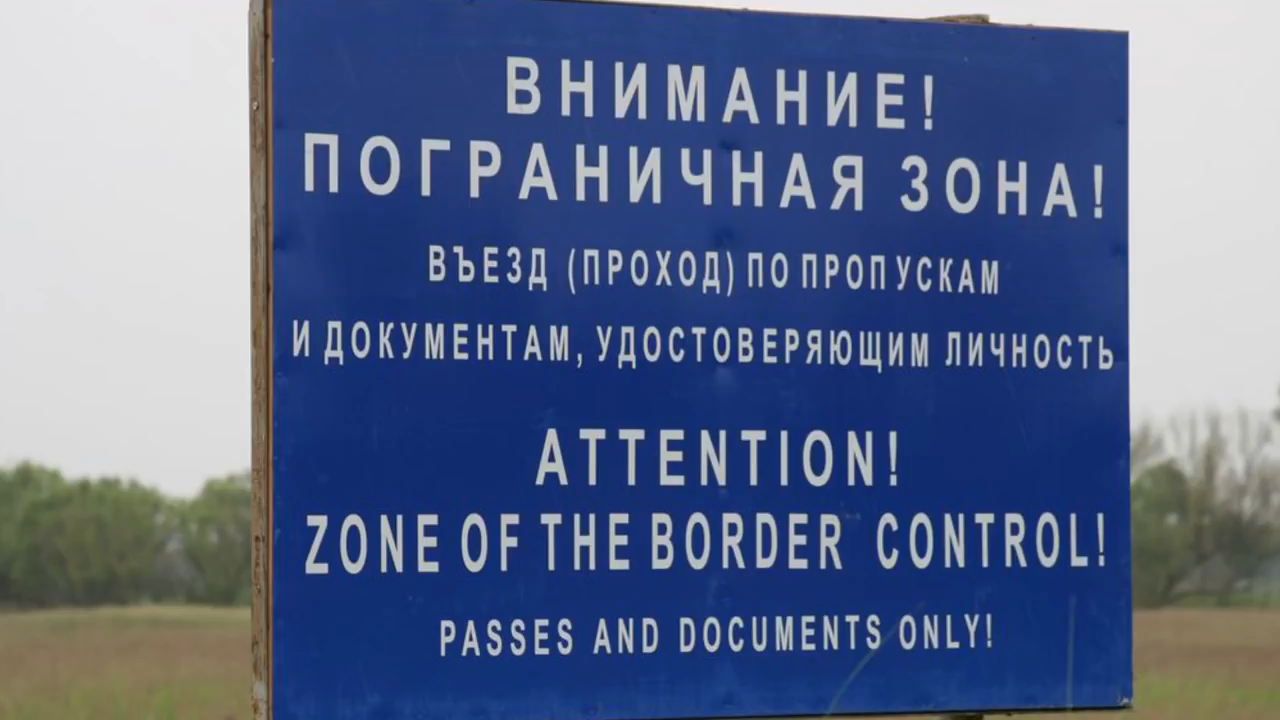 ВНИМАНИЕ!
ПОГРАНИЧНАЯ ЗОНА!
ВЪЕЗД (ПРОХОД) ПО ПРОПУСКАМ
И ДОКУМЕНТАМ, УДОСТОВЕРЯЮЩИМ ЛИЧНОСТЬ
ATTENTION!
ZONE OF THE BORDER CONTROL!
PASSES AND DOCUMENTS ONLY!